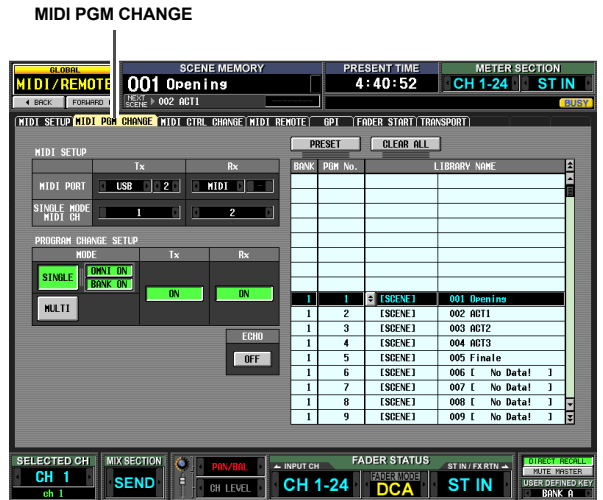 MIDI PGM CHANGE
GLOBAL SCENE MEMORY PRESENT TIME METER SECTION
MIDI/REMOTE 001 Opening 4:40:52 CH 1-24 ST IN
BACK FORWARD NEXT SCENE 002 ACT1 BUSY
MIDI SETUP MIDI PGM CHANGE MIDI CTRL CHANGE MIDI REMOTE GPI FADER START TRANSPORT
PRESET CLEAR ALL
MIDI SETUP
Tx Rx
BANK PGM No. LIBRARY NAME
MIDI PORT USB 2 MIDI -
SINGLE MODE MIDI CH 1 2
PROGRAM CHANGE SETUP
MODE Tx Rx
SINGLE OMNI ON
BANK ON
ON ON
MULTI
ECHO
OFF
1 1 [SCENE] 001 Opening
1 2 [SCENE] 002 ACT1
1 3 [SCENE] 003 ACT2
1 4 [SCENE] 004 ACT3
1 5 [SCENE] 005 Finale
1 6 [SCENE] 006 [ No Data! ]
1 7 [SCENE] 007 [ No Data! ]
1 8 [SCENE] 008 [ No Data! ]
1 9 [SCENE] 009 [ No Data! ]
SELECTED CH MIX SECTION PAN/BAL INPUT CH FADER STATUS ST IN / FX RTN DIRECT RECALL
MUTE MASTER
CH 1 SEND CH LEVEL CH 1-24 FADER MODE DCA ST IN USER DEFINED KEY
ch 1 BANK A